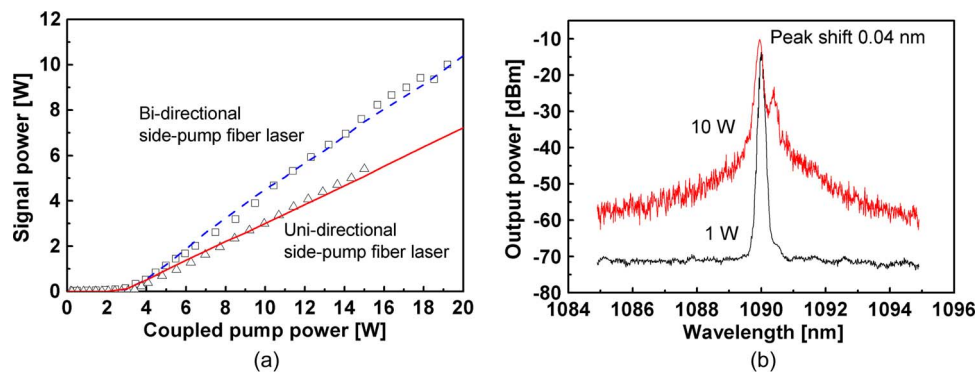 (a)
12
10
8
6
4
2
0
Signal power [W]
Bi-directional
side-pump fiber laser
Uni-directional
side-pump fiber laser
0 2 4 6 8 10 12 14 16 18 20
Coupled pump power [W]
(a)
(b)
-10
-20
-30
-40
-50
-60
-70
-80
Output power [dBm]
Peak shift 0.04 nm
10 W
1 W
1084 1086 1088 1090 1092 1094 1096
Wavelength [nm]
(b)